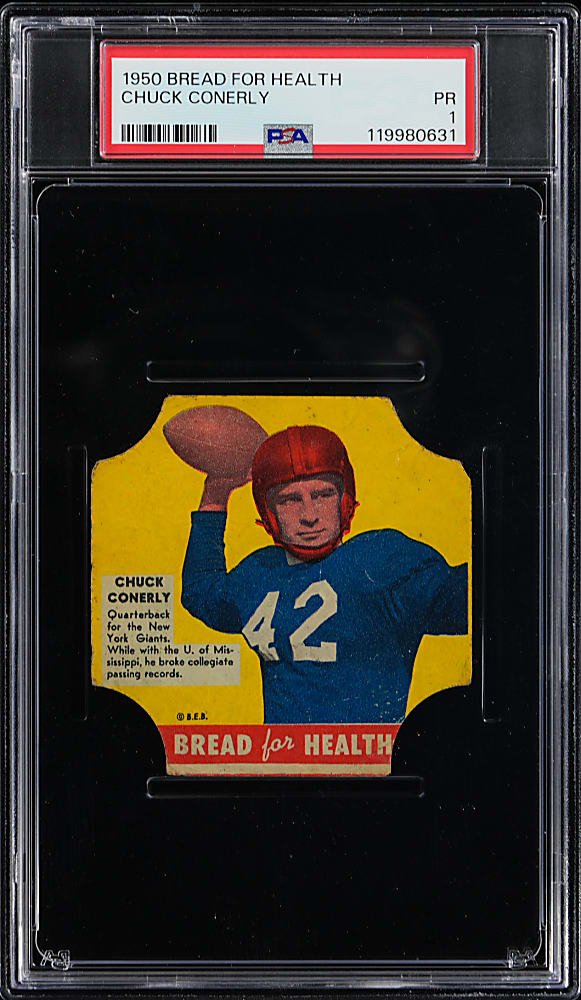 1950 BREAD FOR HEALTH
CHUCK CONERLY PR
1
PSA 119980631
42
CHUCK
CONERLY
Quarterback
for the New
York Giants.
While with the U. of Mis-
sissippi, he broke collegiate
passing records.
© B.E.B.
BREAD for HEALTH